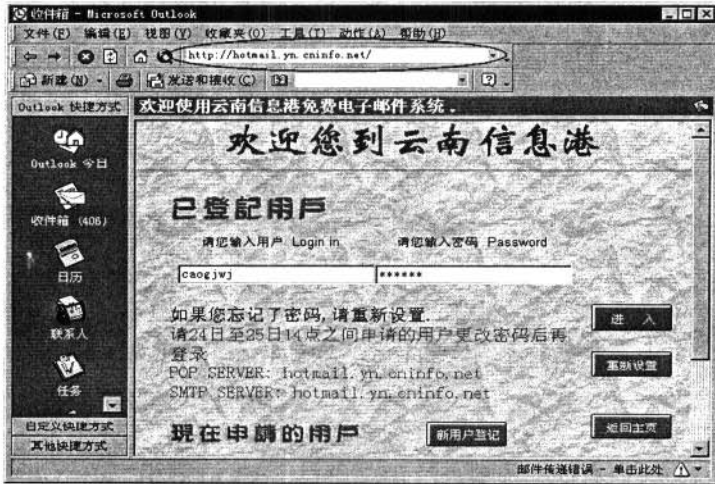 收件箱 - Microsoft Outlook
文件(F) 编辑(E) 视图(V) 收藏夹(O) 工具(T) 动作(A) 帮助(H)
http://hotmail.yn.cninfo.net/
新建(N) 发送和接收(C)
Outlook 快捷方式
欢迎使用云南信息港免费电子邮件系统.
欢迎您到云南信息港
Outlook 今日
已登記用戶
收件箱 (406)
请您输入用户 Login in 请您输入密码 Password
日历
caogjwj ******
如果您忘记了密码,请重新设置.
进 入
联系人
请24日至25日14点之间申请的用户更改密码后再
登录
POP SERVER: hotmail.yn.cninfo.net
重新设置
任务
SMTP SERVER: hotmail.yn.cninfo.net
自定义快捷方式
現在申請的用戶 新用户登记 返回主页
其他快捷方式
邮件传递错误 - 单击此处